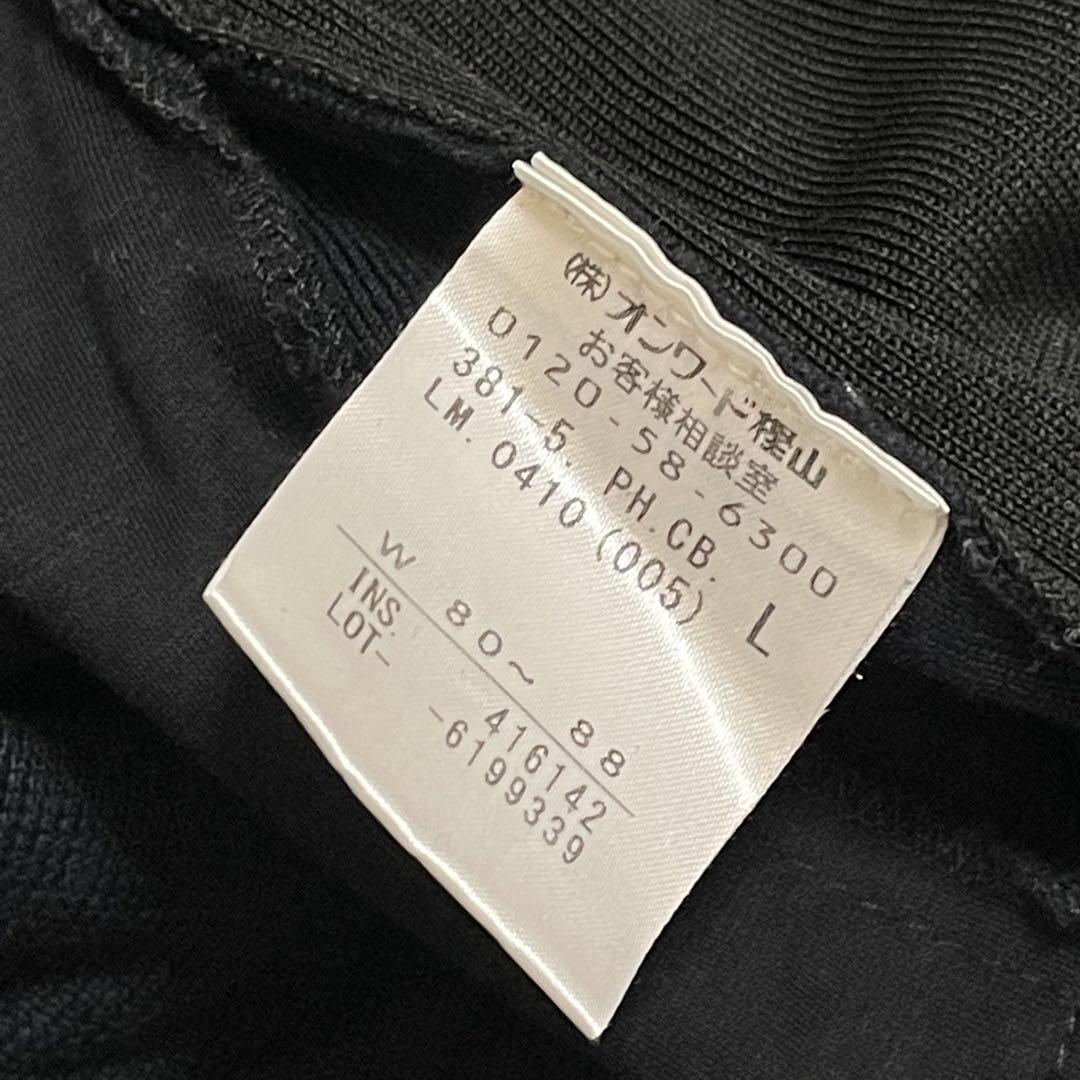 (株)オンワード樫山
お客様相談室
0120-58-6300
381-5. PH.CB.
LM.0410(005) L
W 80~ 88
INS. 416142
LOT- -6199339